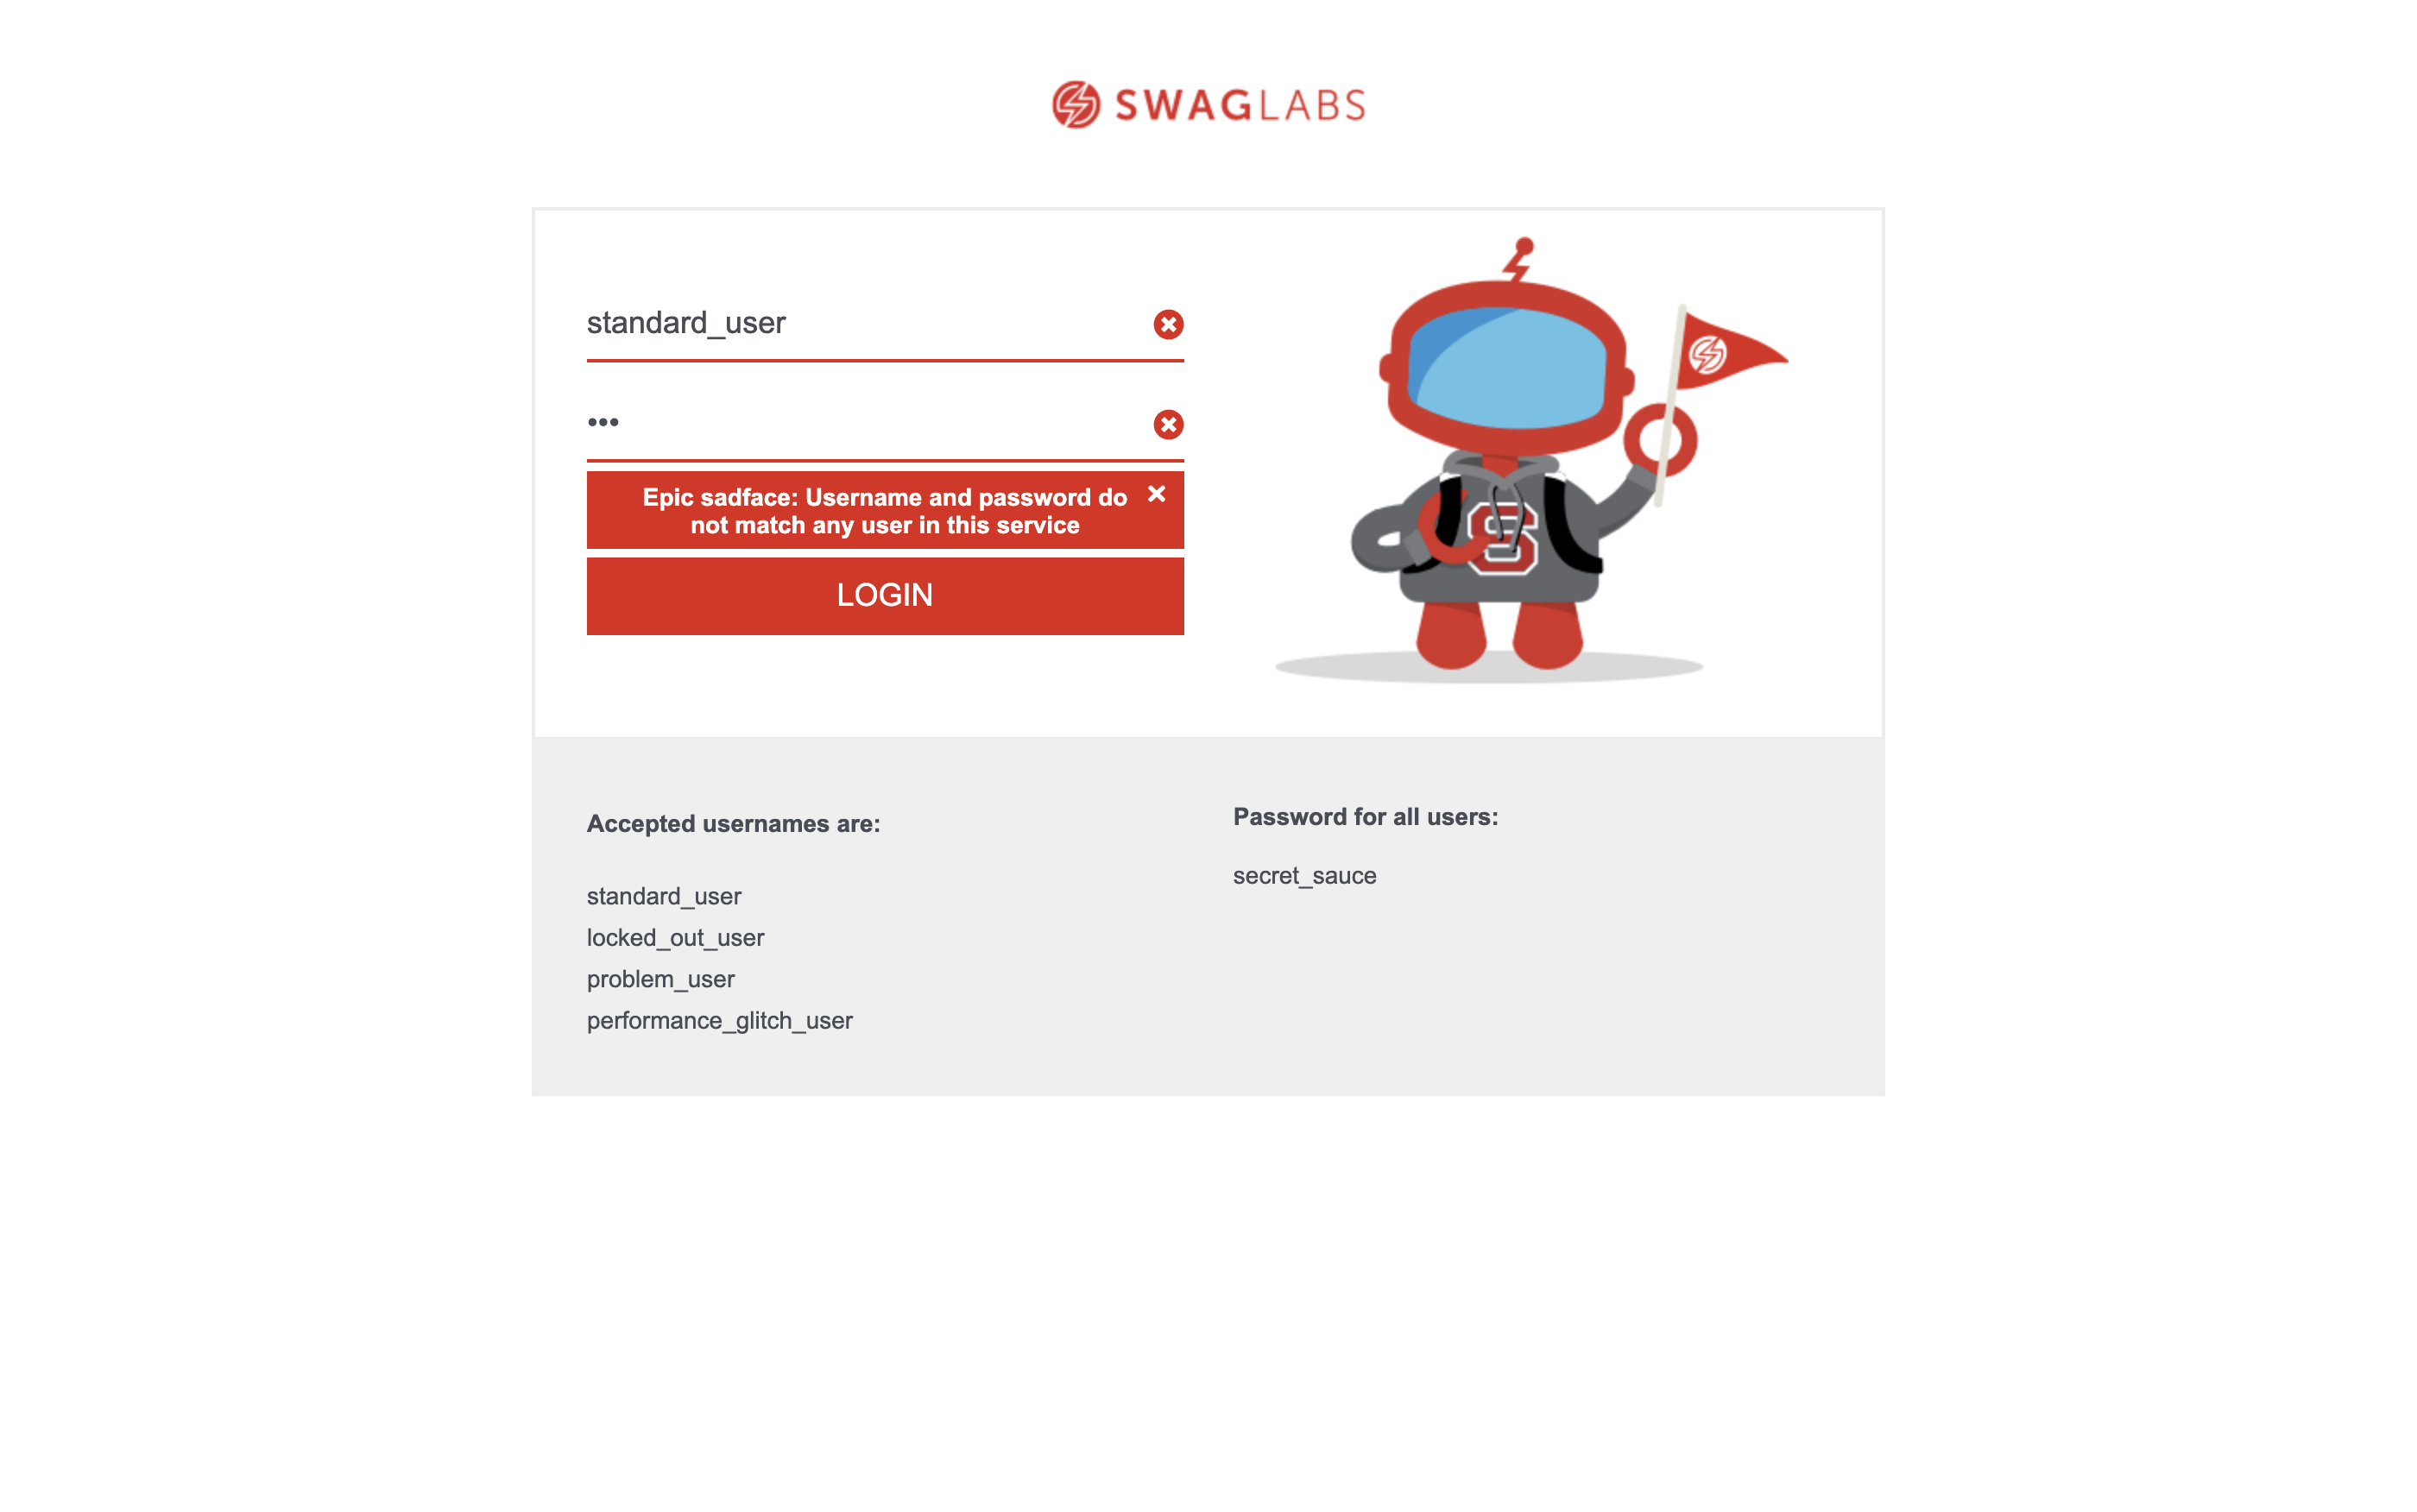 SWAGLABS
standard_user
•••
Epic sadface: Username and password do
not match any user in this service
LOGIN
S
Accepted usernames are:
standard_user
locked_out_user
problem_user
performance_glitch_user
Password for all users:
secret_sauce